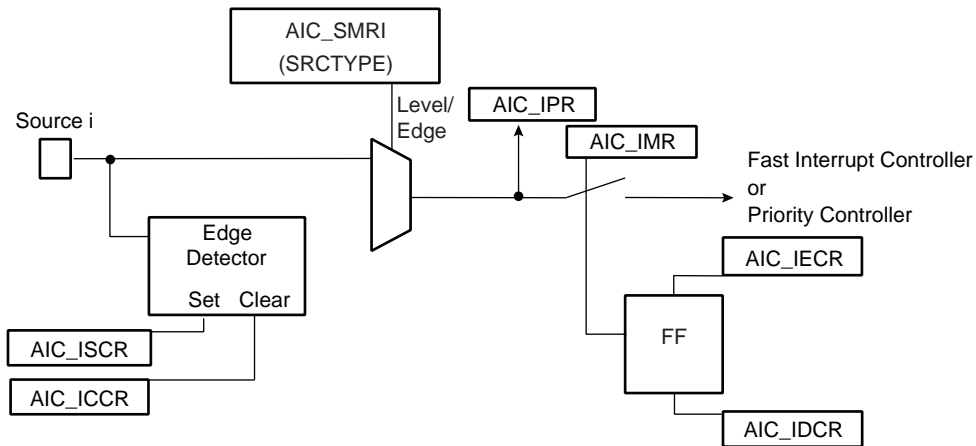 AIC_SMRI
(SRCTYPE)
Level/
Edge
AIC_IPR
AIC_IMR
Source i
Fast Interrupt Controller
or
Priority Controller
Edge
Detector
Set Clear
AIC_IECR
FF
AIC_ISCR
AIC_ICCR
AIC_IDCR